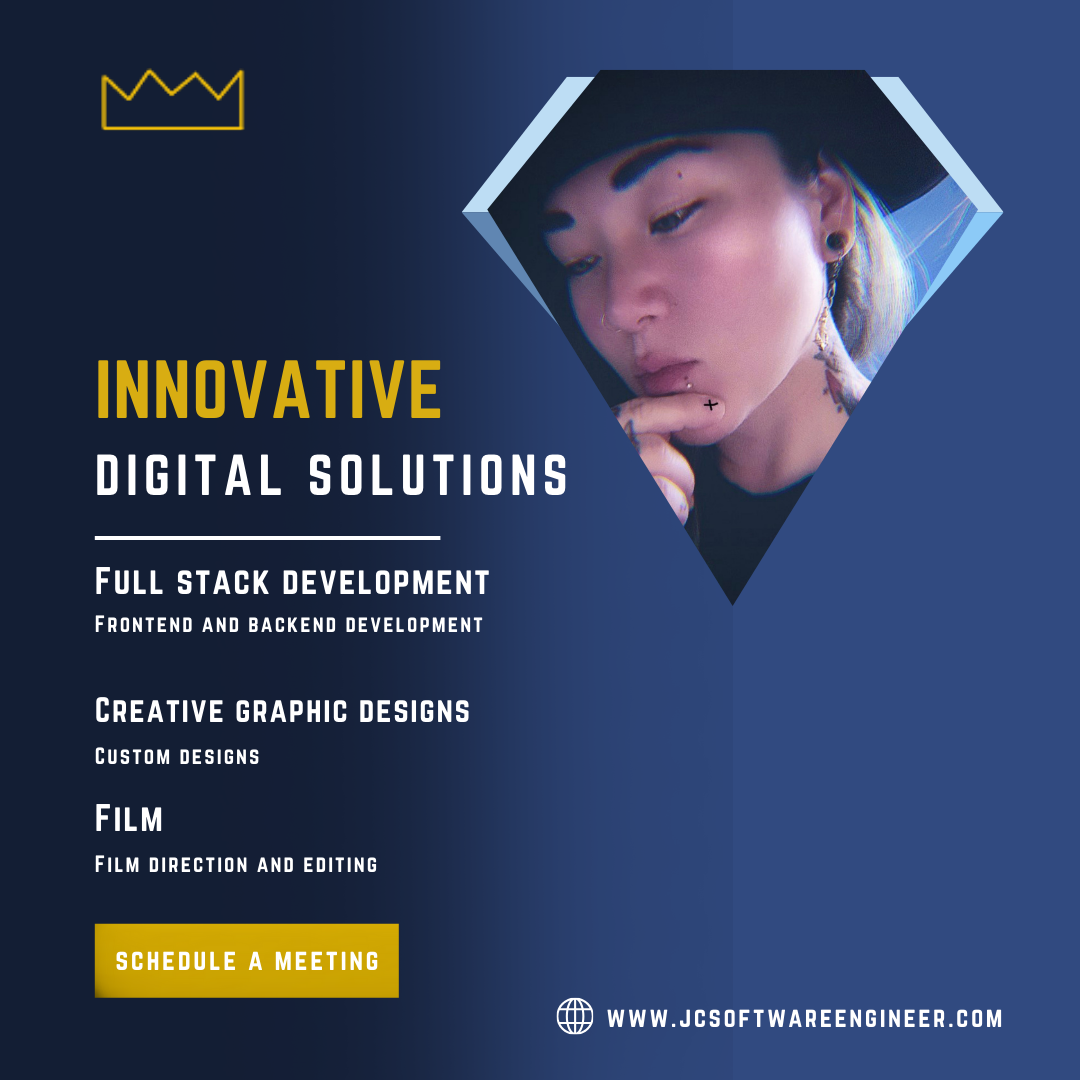 INNOVATIVE
DIGITAL SOLUTIONS
Full stack development
Frontend and backend development
Creative graphic designs
Custom designs
Film
Film direction and editing
SCHEDULE A MEETING
WWW.JCSOFTWAREENGINEER.COM